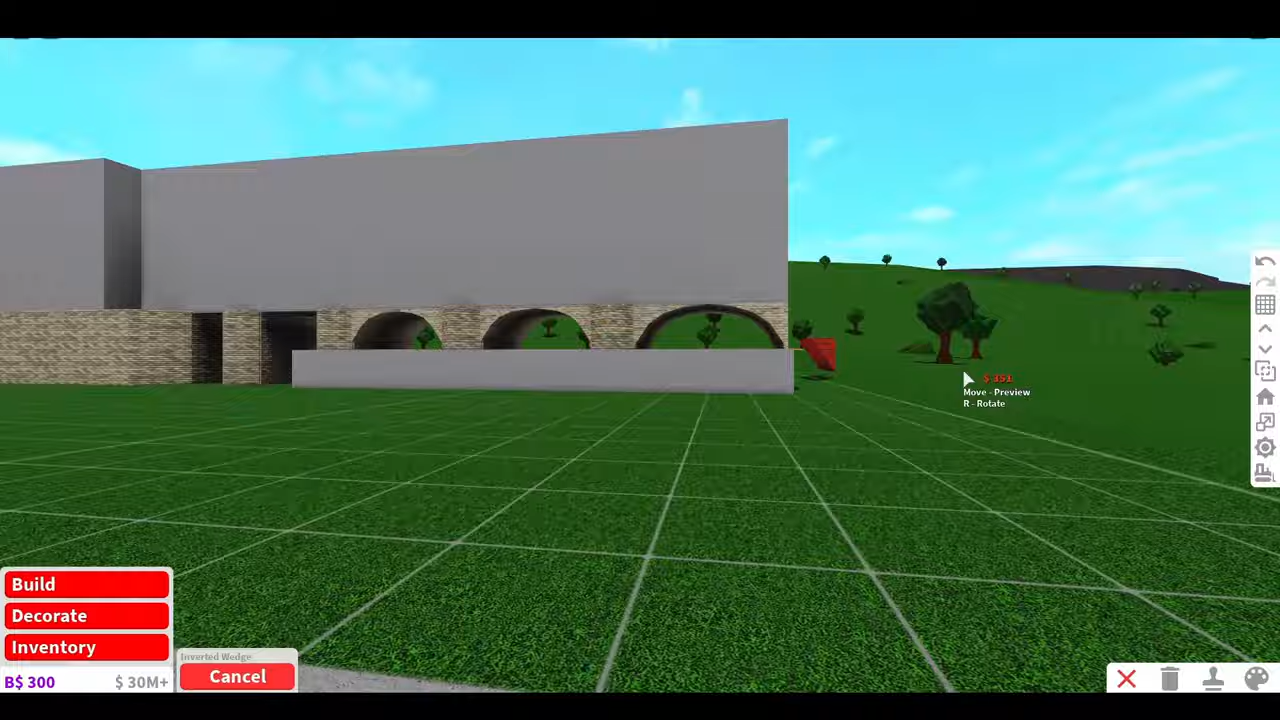 $ 351
Move - Preview
R - Rotate
Build
Decorate
Inventory
B$ 300
$ 30M+
Inverted Wedge
Cancel